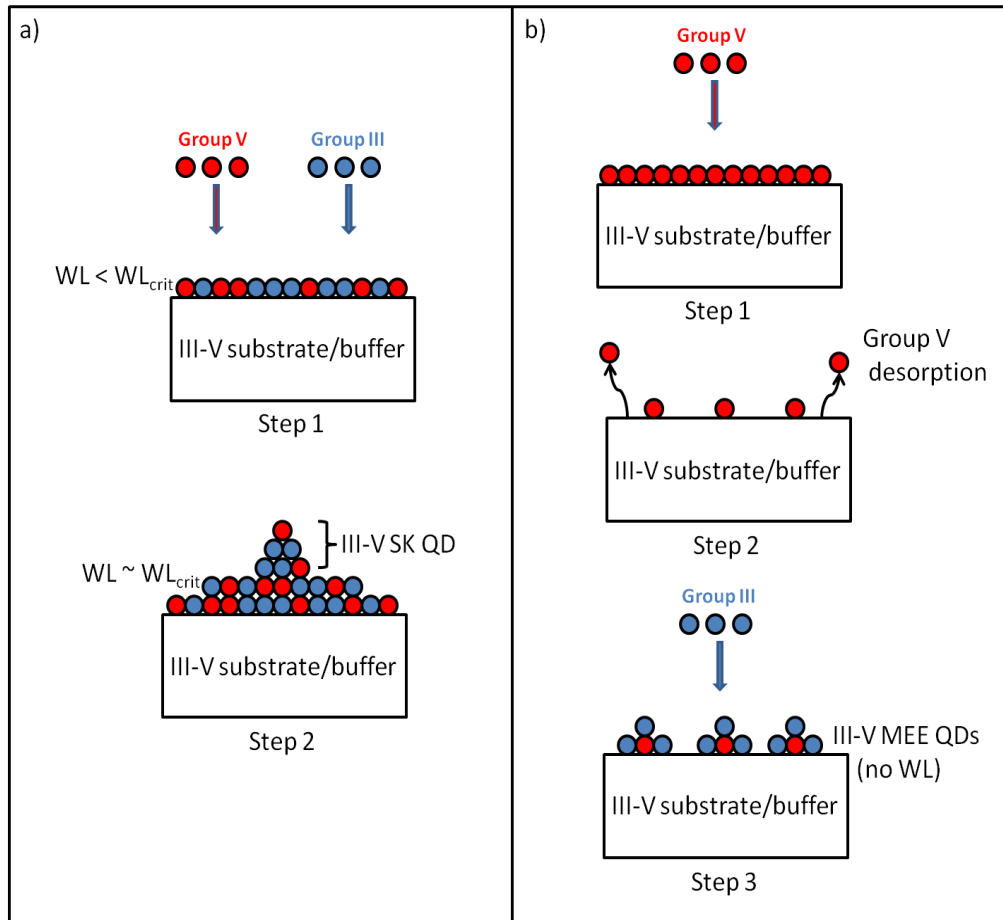 a)
Group V
Group III
WL < WLcrit
III-V substrate/buffer
Step 1
III-V SK QD
WL ~ WLcrit
III-V substrate/buffer
Step 2
b)
Group V
III-V substrate/buffer
Step 1
Group V
desorption
III-V substrate/buffer
Step 2
Group III
III-V MEE QDs
(no WL)
III-V substrate/buffer
Step 3